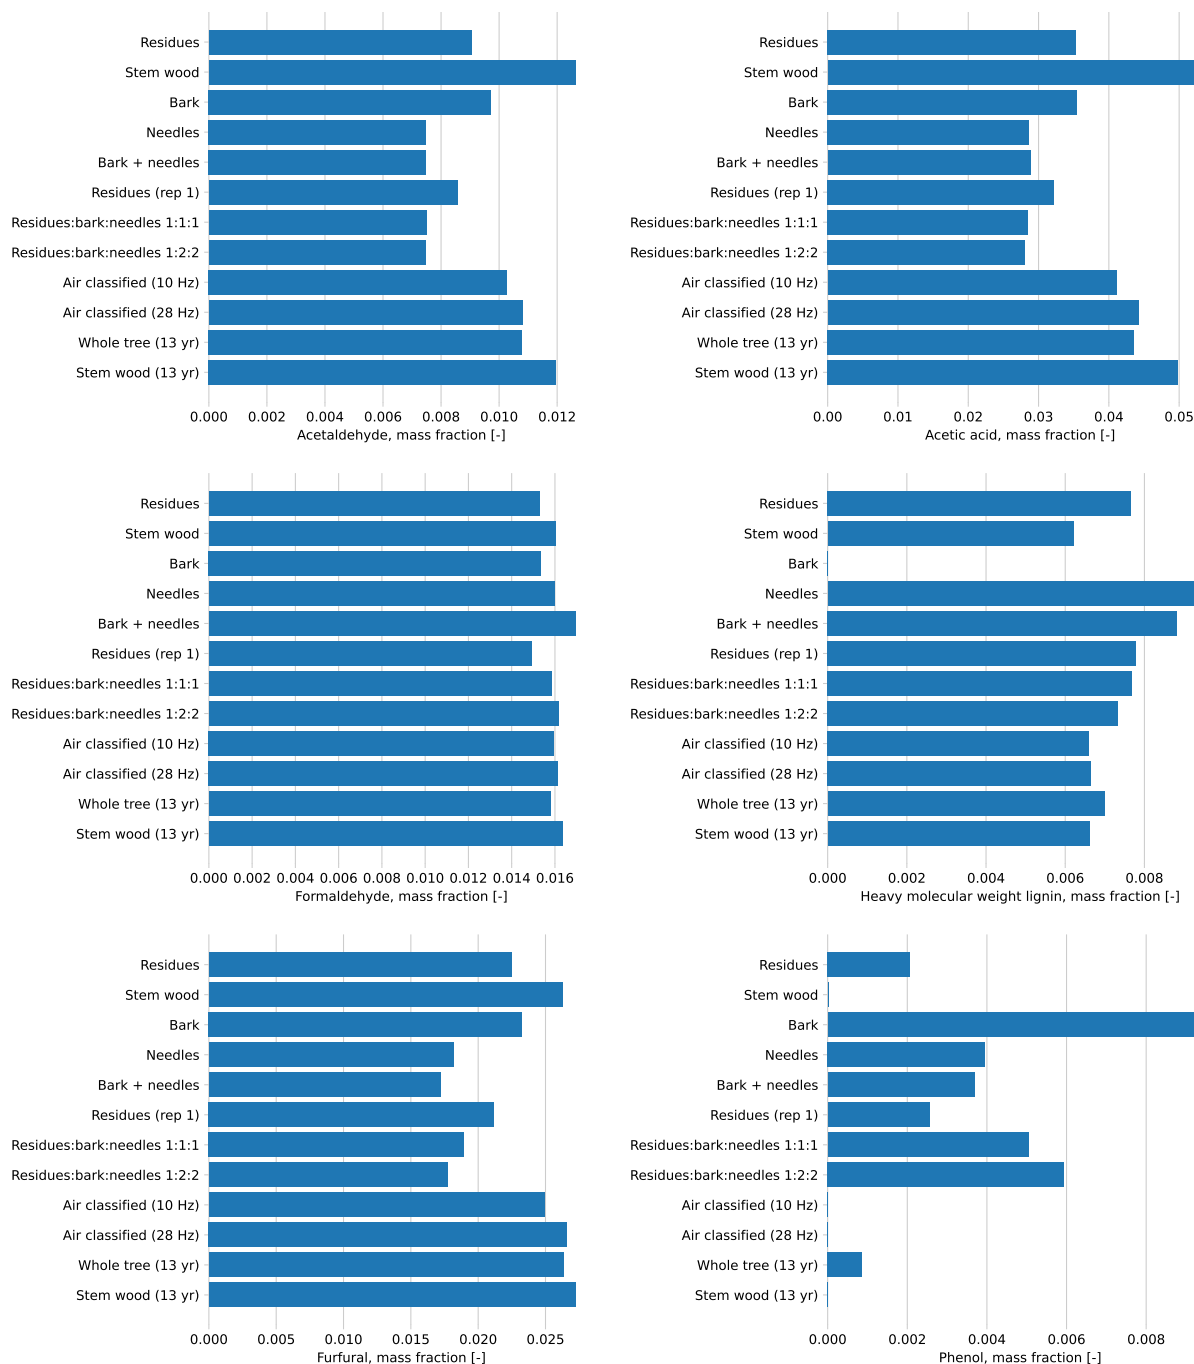 Residues
Stem wood
Bark
Needles
Bark + needles
Residues (rep 1)
Residues:bark:needles 1:1:1
Residues:bark:needles 1:2:2
Air classified (10 Hz)
Air classified (28 Hz)
Whole tree (13 yr)
Stem wood (13 yr)
0.000 0.002 0.004 0.006 0.008 0.010 0.012
Acetaldehyde, mass fraction [-]
Residues
Stem wood
Bark
Needles
Bark + needles
Residues (rep 1)
Residues:bark:needles 1:1:1
Residues:bark:needles 1:2:2
Air classified (10 Hz)
Air classified (28 Hz)
Whole tree (13 yr)
Stem wood (13 yr)
0.00 0.01 0.02 0.03 0.04 0.05
Acetic acid, mass fraction [-]
Residues
Stem wood
Bark
Needles
Bark + needles
Residues (rep 1)
Residues:bark:needles 1:1:1
Residues:bark:needles 1:2:2
Air classified (10 Hz)
Air classified (28 Hz)
Whole tree (13 yr)
Stem wood (13 yr)
0.000 0.002 0.004 0.006 0.008 0.010 0.012 0.014 0.016
Formaldehyde, mass fraction [-]
Residues
Stem wood
Bark
Needles
Bark + needles
Residues (rep 1)
Residues:bark:needles 1:1:1
Residues:bark:needles 1:2:2
Air classified (10 Hz)
Air classified (28 Hz)
Whole tree (13 yr)
Stem wood (13 yr)
0.000 0.002 0.004 0.006 0.008
Heavy molecular weight lignin, mass fraction [-]
Residues
Stem wood
Bark
Needles
Bark + needles
Residues (rep 1)
Residues:bark:needles 1:1:1
Residues:bark:needles 1:2:2
Air classified (10 Hz)
Air classified (28 Hz)
Whole tree (13 yr)
Stem wood (13 yr)
0.000 0.005 0.010 0.015 0.020 0.025
Furfural, mass fraction [-]
Residues
Stem wood
Bark
Needles
Bark + needles
Residues (rep 1)
Residues:bark:needles 1:1:1
Residues:bark:needles 1:2:2
Air classified (10 Hz)
Air classified (28 Hz)
Whole tree (13 yr)
Stem wood (13 yr)
0.000 0.002 0.004 0.006 0.008
Phenol, mass fraction [-]